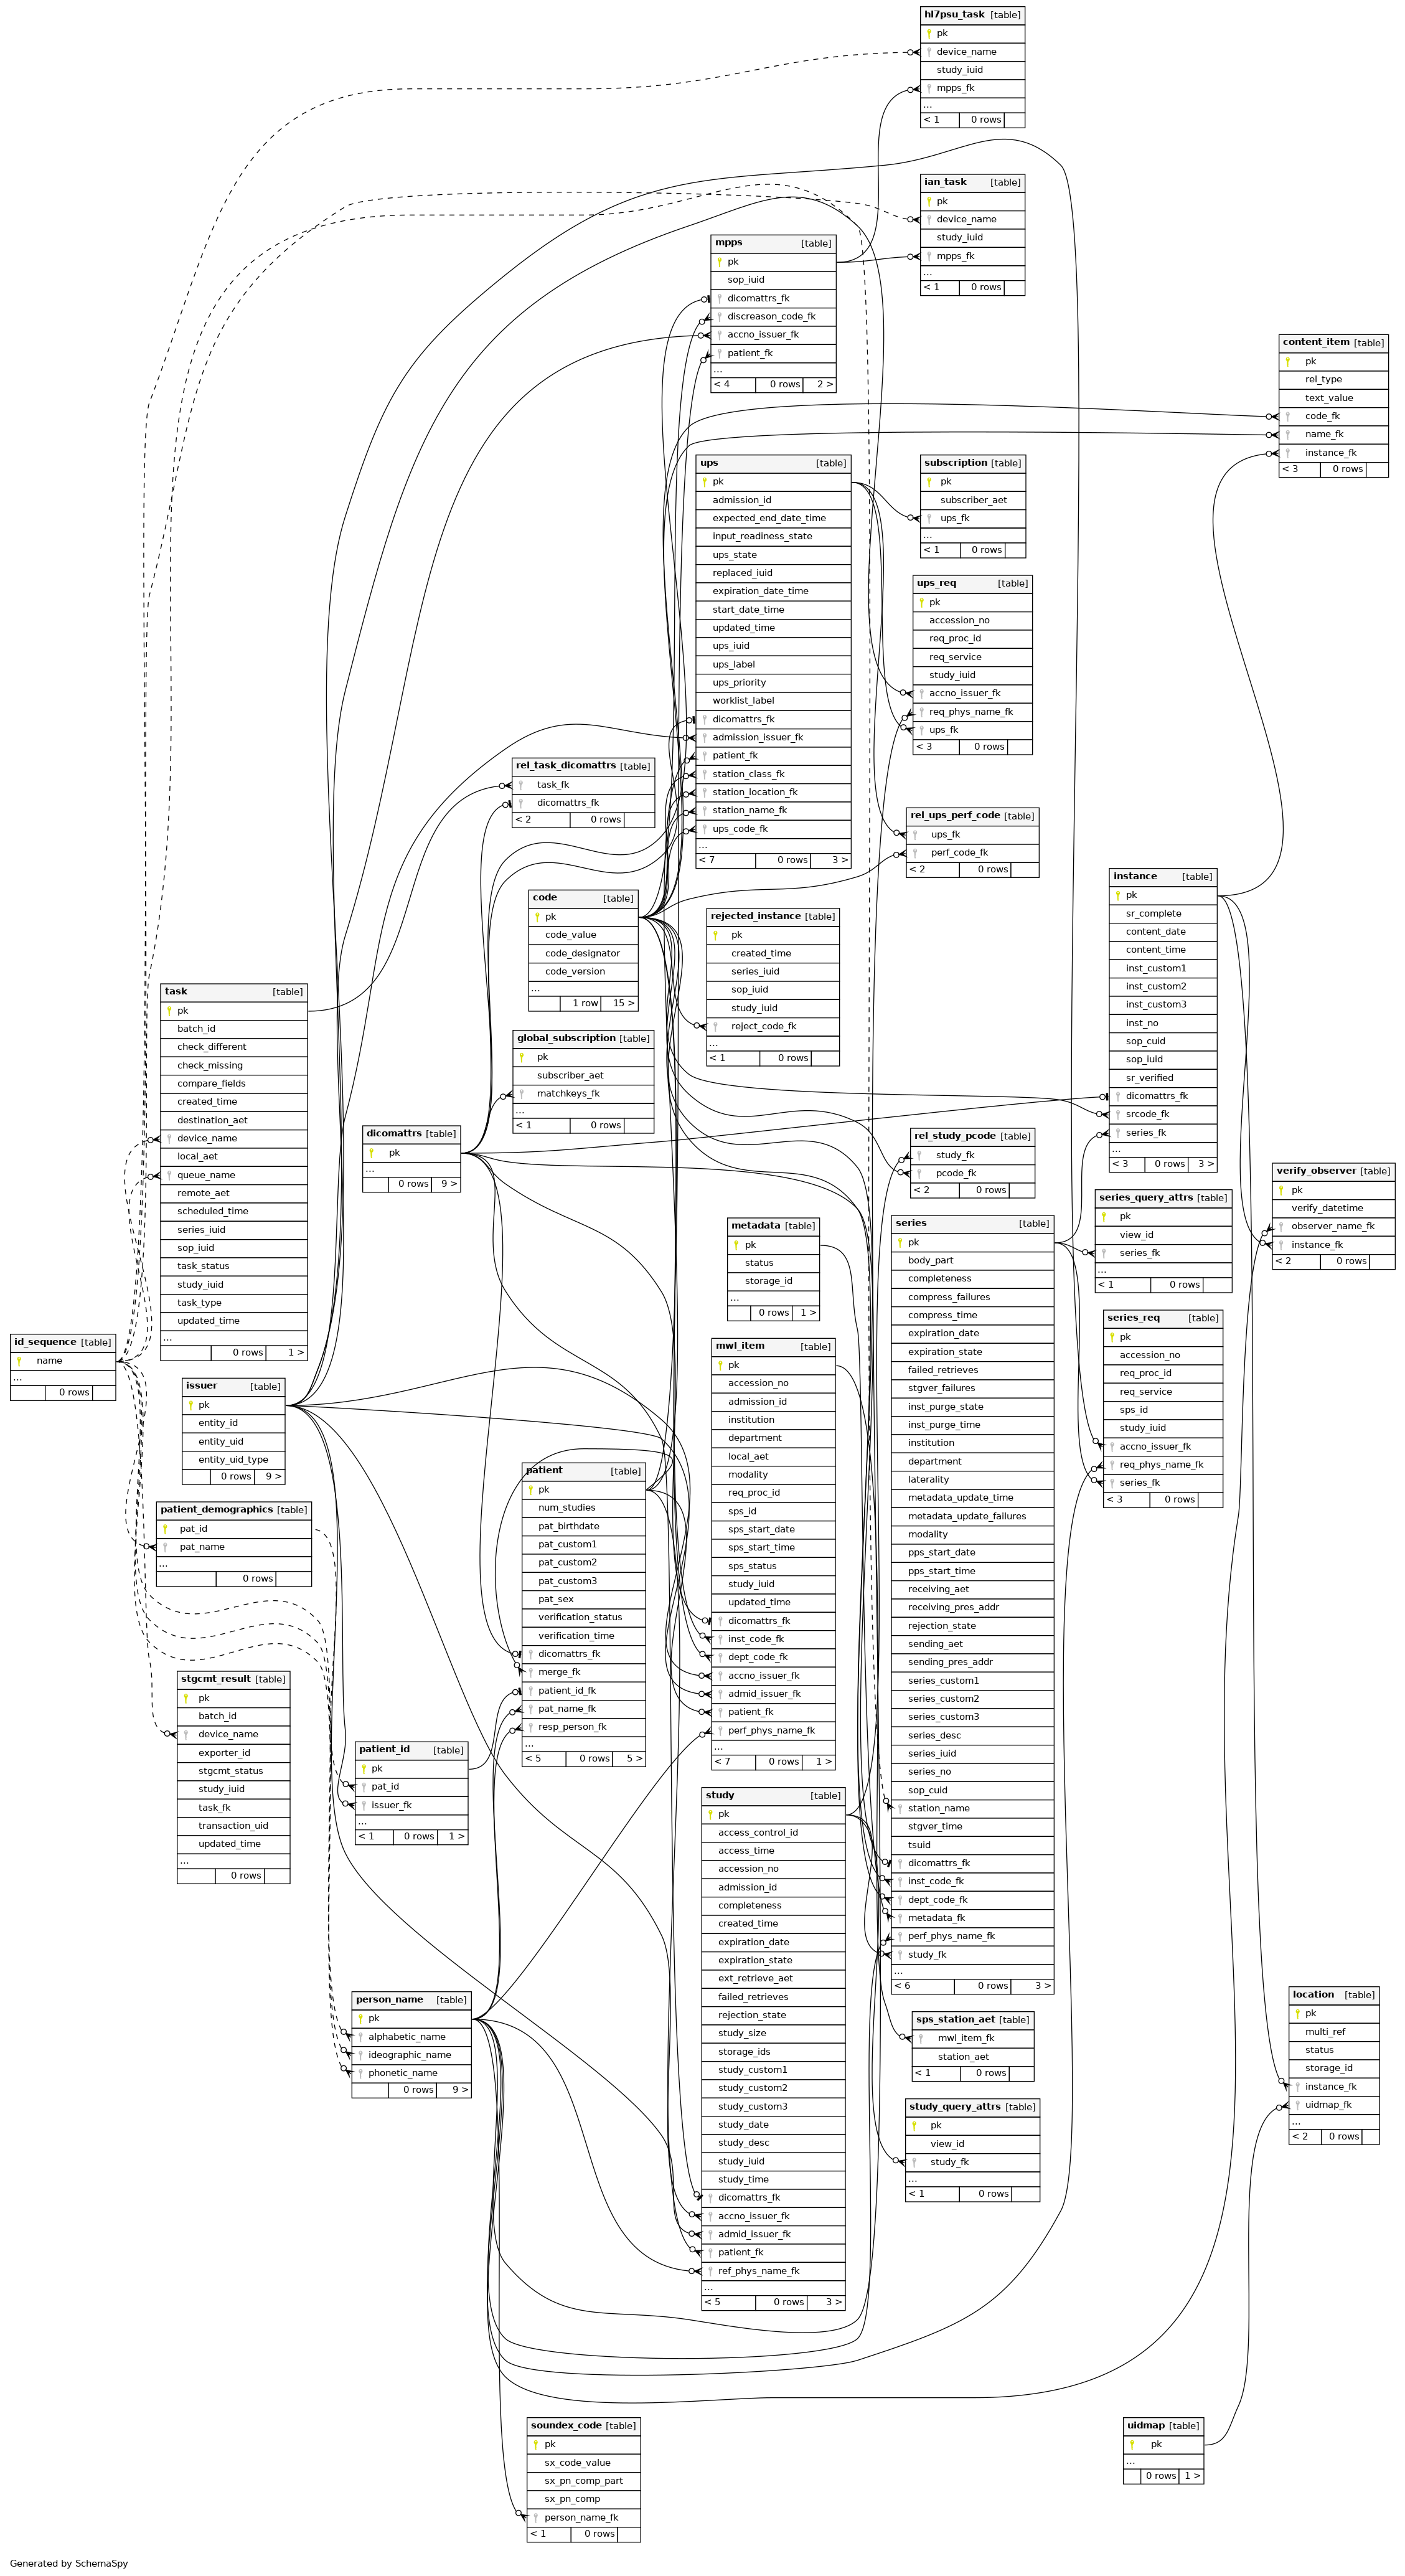 hl7psu_task [table]
pk
device_name
study_iuid
mpps_fk
...
< 1 0 rows
ian_task [table]
pk
device_name
study_iuid
mpps_fk
...
< 1 0 rows
mpps [table]
pk
sop_iuid
dicomattrs_fk
discreason_code_fk
accno_issuer_fk
patient_fk
...
< 4 0 rows 2 >
content_item [table]
pk
rel_type
text_value
code_fk
name_fk
instance_fk
< 3 0 rows
ups [table]
pk
admission_id
expected_end_date_time
input_readiness_state
ups_state
replaced_iuid
expiration_date_time
start_date_time
updated_time
ups_iuid
ups_label
ups_priority
worklist_label
dicomattrs_fk
admission_issuer_fk
patient_fk
station_class_fk
station_location_fk
station_name_fk
ups_code_fk
...
< 7 0 rows 3 >
subscription [table]
pk
subscriber_aet
ups_fk
...
< 1 0 rows
ups_req [table]
pk
accession_no
req_proc_id
req_service
study_iuid
accno_issuer_fk
req_phys_name_fk
ups_fk
< 3 0 rows
rel_task_dicomattrs [table]
task_fk
dicomattrs_fk
< 2 0 rows
rel_ups_perf_code [table]
ups_fk
perf_code_fk
< 2 0 rows
code [table]
pk
code_value
code_designator
code_version
...
1 row 15 >
rejected_instance [table]
pk
created_time
series_iuid
sop_iuid
study_iuid
reject_code_fk
...
< 1 0 rows
instance [table]
pk
sr_complete
content_date
content_time
inst_custom1
inst_custom2
inst_custom3
inst_no
sop_cuid
sop_iuid
sr_verified
dicomattrs_fk
srcode_fk
series_fk
...
< 3 0 rows 3 >
task [table]
pk
batch_id
check_different
check_missing
compare_fields
created_time
destination_aet
device_name
local_aet
queue_name
remote_aet
scheduled_time
series_iuid
sop_iuid
task_status
study_iuid
task_type
updated_time
...
0 rows 1 >
global_subscription [table]
pk
subscriber_aet
matchkeys_fk
...
< 1 0 rows
dicomattrs [table]
pk
...
0 rows 9 >
rel_study_pcode [table]
study_fk
pcode_fk
< 2 0 rows
verify_observer [table]
pk
verify_datetime
observer_name_fk
instance_fk
< 2 0 rows
series_query_attrs [table]
pk
view_id
series_fk
...
< 1 0 rows
metadata [table]
pk
status
storage_id
...
0 rows 1 >
series [table]
pk
body_part
completeness
compress_failures
compress_time
expiration_date
expiration_state
failed_retrieves
stgver_failures
inst_purge_state
inst_purge_time
institution
department
laterality
metadata_update_time
metadata_update_failures
modality
pps_start_date
pps_start_time
receiving_aet
receiving_pres_addr
rejection_state
sending_aet
sending_pres_addr
series_custom1
series_custom2
series_custom3
series_desc
series_iuid
series_no
sop_cuid
station_name
stgver_time
tsuid
dicomattrs_fk
inst_code_fk
dept_code_fk
metadata_fk
perf_phys_name_fk
study_fk
...
< 6 0 rows 3 >
series_req [table]
pk
accession_no
req_proc_id
req_service
sps_id
study_iuid
accno_issuer_fk
req_phys_name_fk
series_fk
< 3 0 rows
id_sequence [table]
name
...
0 rows
mwl_item [table]
pk
accession_no
admission_id
institution
department
local_aet
modality
req_proc_id
sps_id
sps_start_date
sps_start_time
sps_status
study_iuid
updated_time
dicomattrs_fk
inst_code_fk
dept_code_fk
accno_issuer_fk
admid_issuer_fk
patient_fk
perf_phys_name_fk
...
< 7 0 rows 1 >
issuer [table]
pk
entity_id
entity_uid
entity_uid_type
0 rows 9 >
patient [table]
pk
num_studies
pat_birthdate
pat_custom1
pat_custom2
pat_custom3
pat_sex
verification_status
verification_time
dicomattrs_fk
merge_fk
patient_id_fk
pat_name_fk
resp_person_fk
...
< 5 0 rows 5 >
patient_demographics [table]
pat_id
pat_name
...
0 rows
stgcmt_result [table]
pk
batch_id
device_name
exporter_id
stgcmt_status
study_iuid
task_fk
transaction_uid
updated_time
...
0 rows
patient_id [table]
pk
pat_id
issuer_fk
...
< 1 0 rows 1 >
study [table]
pk
access_control_id
access_time
accession_no
admission_id
completeness
created_time
expiration_date
expiration_state
ext_retrieve_aet
failed_retrieves
rejection_state
study_size
storage_ids
study_custom1
study_custom2
study_custom3
study_date
study_desc
study_iuid
study_time
dicomattrs_fk
accno_issuer_fk
admid_issuer_fk
patient_fk
ref_phys_name_fk
...
< 5 0 rows 3 >
person_name [table]
pk
alphabetic_name
ideographic_name
phonetic_name
0 rows 9 >
sps_station_aet [table]
mwl_item_fk
station_aet
< 1 0 rows
location [table]
pk
multi_ref
status
storage_id
instance_fk
uidmap_fk
...
< 2 0 rows
study_query_attrs [table]
pk
view_id
study_fk
...
< 1 0 rows
soundex_code [table]
pk
sx_code_value
sx_pn_comp_part
sx_pn_comp
person_name_fk
< 1 0 rows
uidmap [table]
pk
...
0 rows 1 >
Generated by SchemaSpy